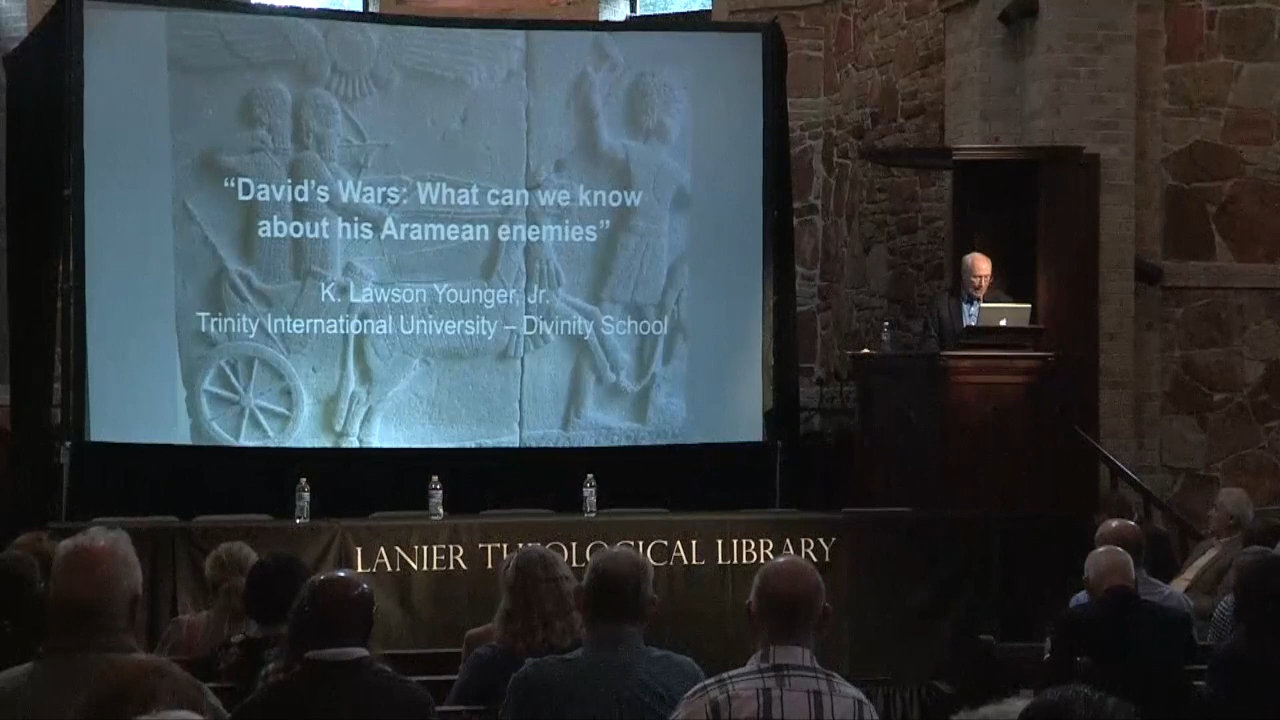 “David’s Wars: What can we know
about his Aramean enemies”
K. Lawson Younger, Jr.
Trinity International University – Divinity School
LANIER THEOLOGICAL LIBRARY